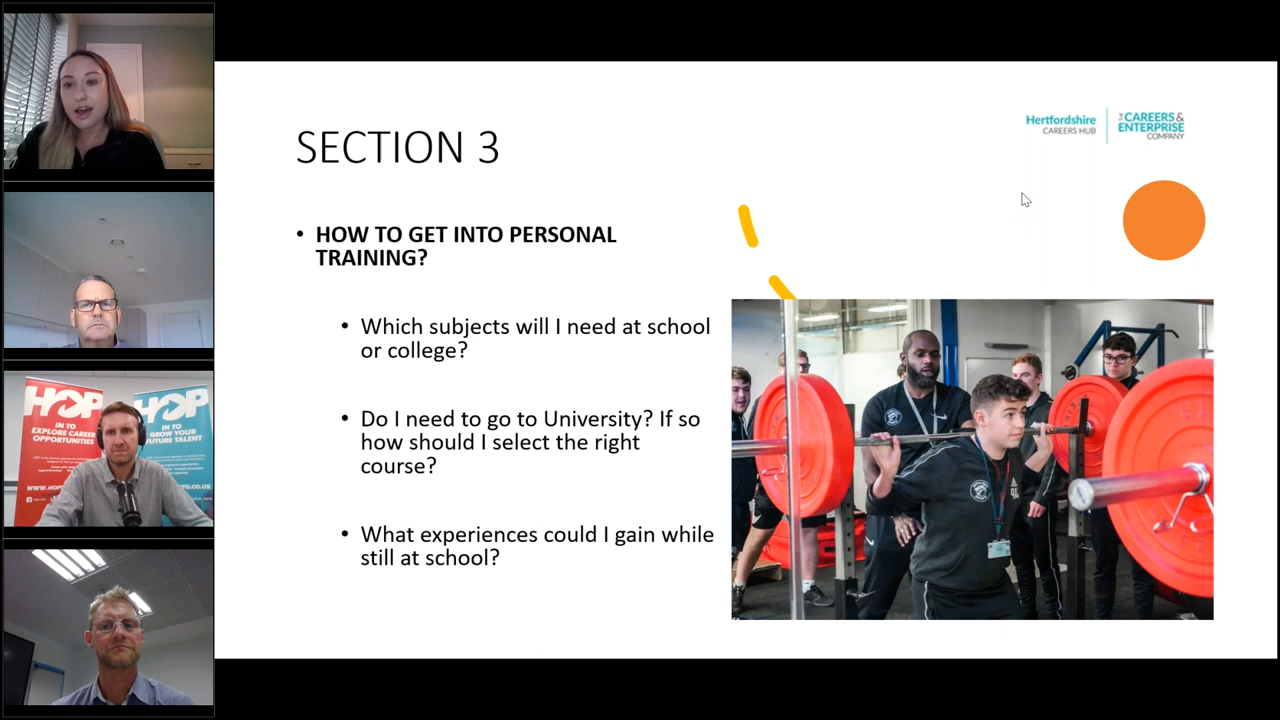 SECTION 3
Hertfordshire
CAREERS HUB
THE CAREERS &
ENTERPRISE
COMPANY
• HOW TO GET INTO PERSONAL
TRAINING?
• Which subjects will I need at school
or college?
• Do I need to go to University? If so
how should I select the right
course?
• What experiences could I gain while
still at school?
HOP
IN TO
EXPLORE CAREER
OPPORTUNITIES
HOP
IN TO
GROW YOUR
FUTURE TALENT